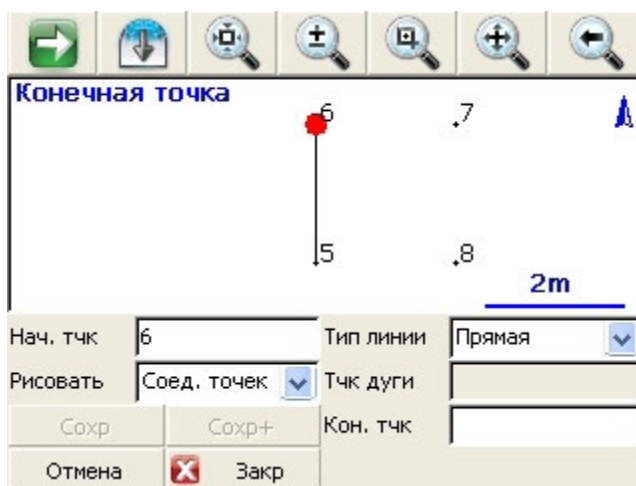 Конечная точка
6
.7
5
.8
2m
Нач. тчк 6 Тип линии Прямая
Рисовать Соед. точек Тчк дуги
Сохр Сохр+ Кон. тчк
Отмена Закр